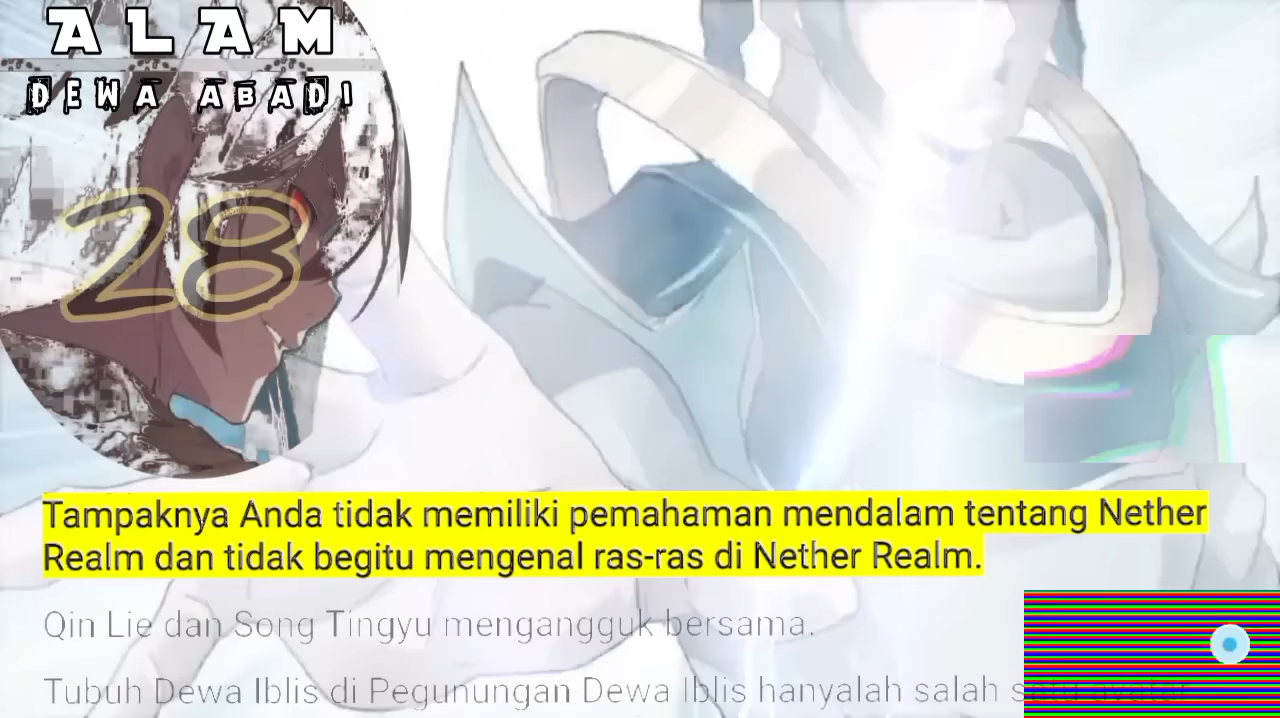 ALAM
DEWA ABADI
28
Tampaknya Anda tidak memiliki pemahaman mendalam tentang Nether
Realm dan tidak begitu mengenal ras-ras di Nether Realm.
Qin Lie dan Song Tingyu mengangguk bersama.
Tubuh Dewa Iblis di Pegunungan Dewa Iblis hanyalah salah satu avatar